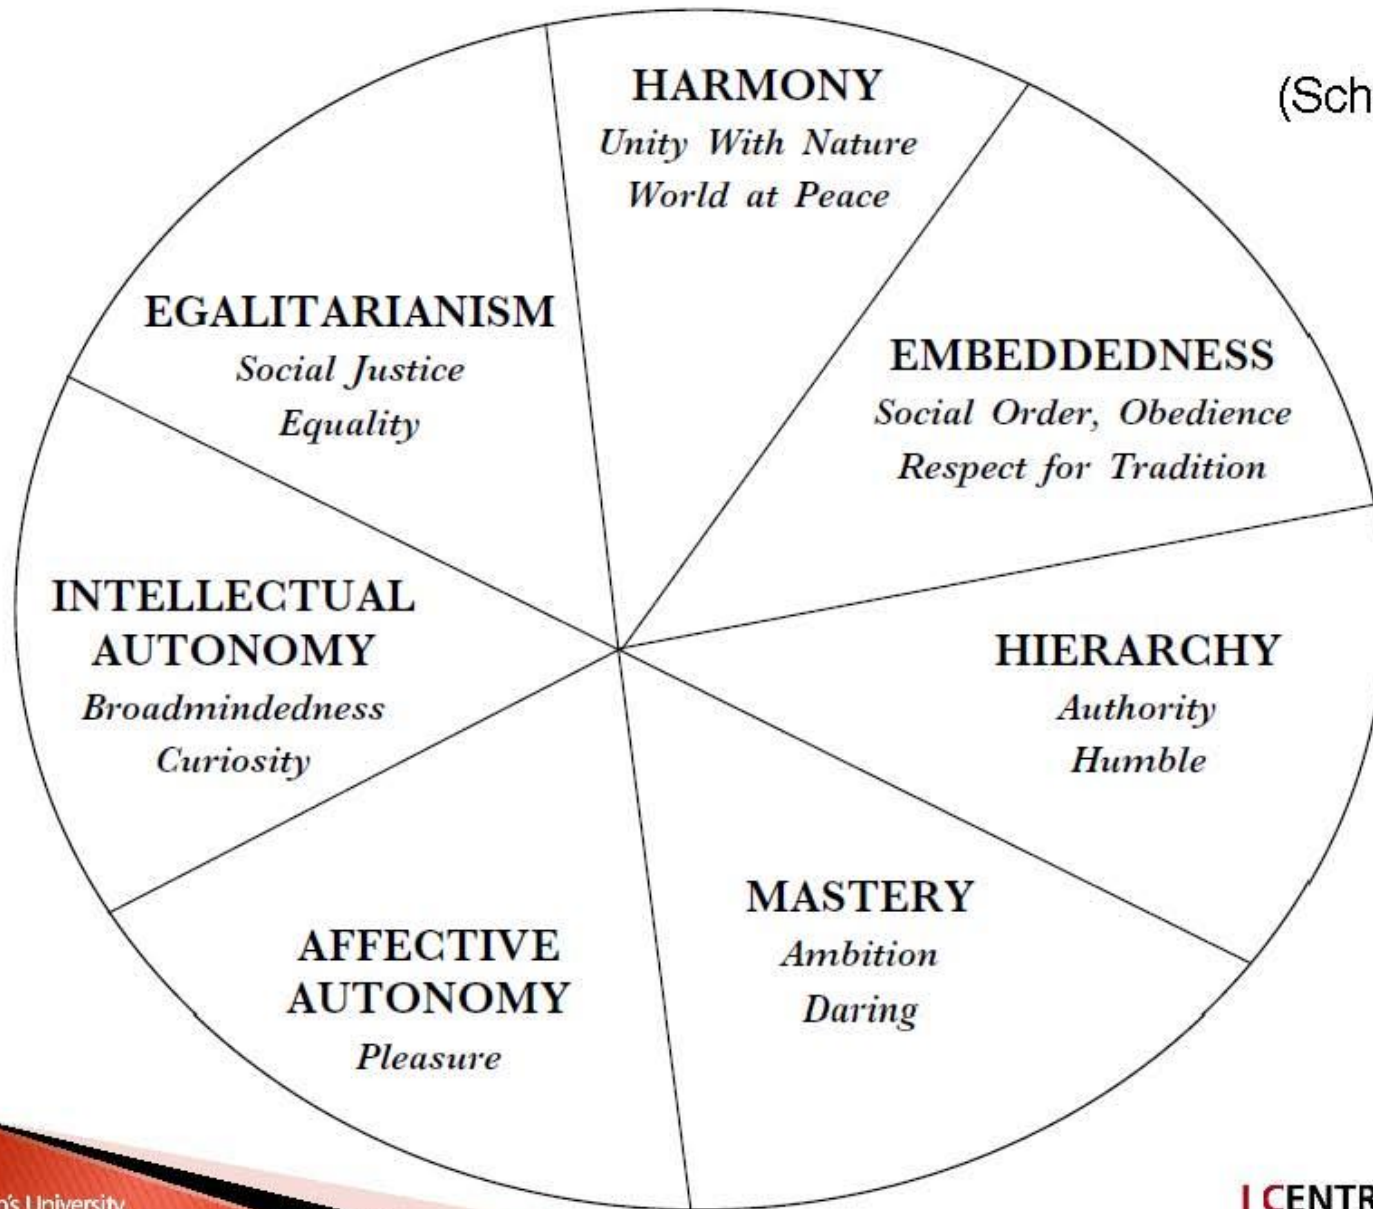 HARMONY
Unity With Nature
World at Peace
(Sch
EGALITARIANISM
Social Justice
Equality
EMBEDDEDNESS
Social Order, Obedience
Respect for Tradition
INTELLECTUAL
AUTONOMY
Broadmindedness
Curiosity
HIERARCHY
Authority
Humble
AFFECTIVE
AUTONOMY
Pleasure
MASTERY
Ambition
Daring
's University